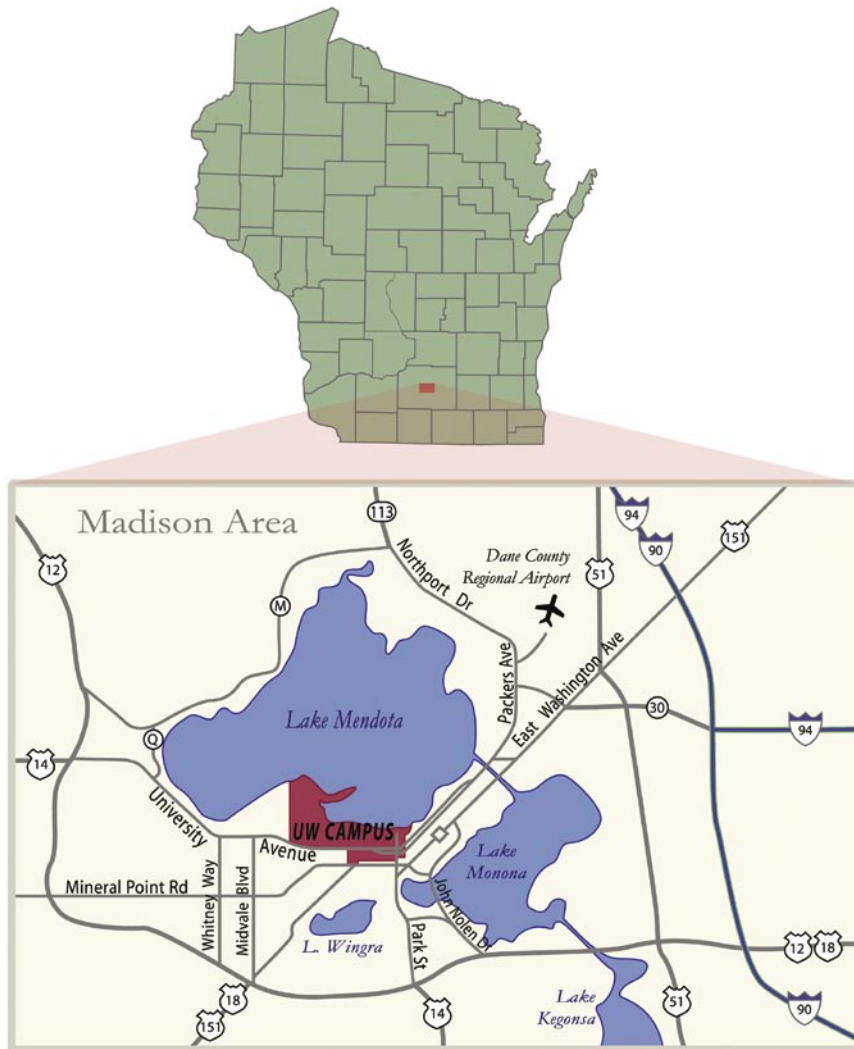 Madison Area
113
94
90
151
12
51
Northport Dr
Dane County
Regional Airport
M
Packers Ave
East Washington Ave
Lake Mendota
30
94
Q
14
University
Avenue
UW CAMPUS
Lake
Monona
Mineral Point Rd
Whitney Way
Midvale Blvd
L. Wingra
Park St
John Nolen Dr
12
18
18
151
14
Lake
Kegonsa
51
90